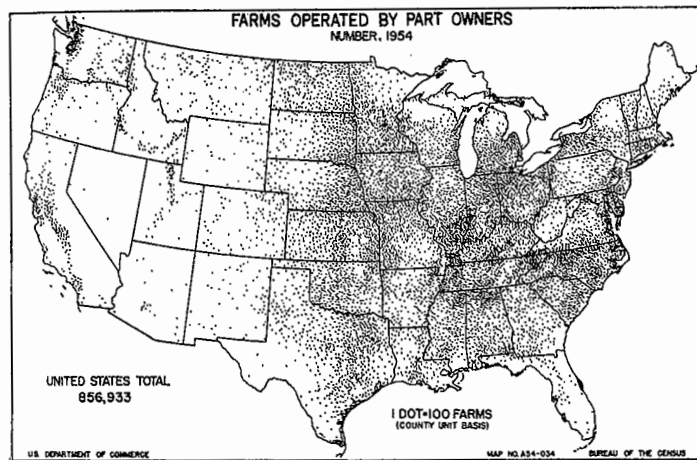 FARMS OPERATED BY PART OWNERS
NUMBER, 1954
UNITED STATES TOTAL
856,933
1 DOT=100 FARMS
(COUNTY UNIT BASIS)
U.S. DEPARTMENT OF COMMERCE
MAP NO. A54-034
BUREAU OF THE CENSUS